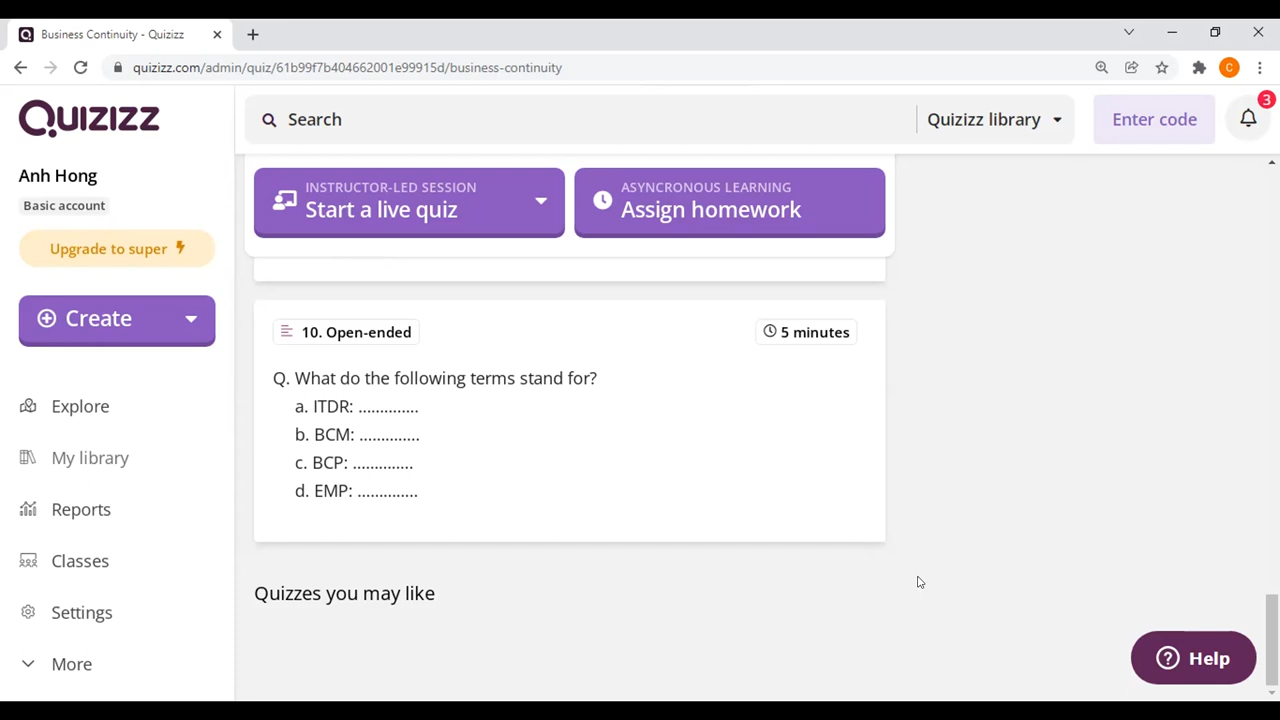 Business Continuity - Quizizz
quizizz.com/admin/quiz/61b99f7b404662001e99915d/business-continuity
C
QUIZIZZ
Search
Quizizz library
Enter code
3
Anh Hong
Basic account
Upgrade to super
Create
Explore
My library
Reports
Classes
Settings
More
INSTRUCTOR-LED SESSION
Start a live quiz
ASYNCRONOUS LEARNING
Assign homework
10. Open-ended
5 minutes
Q. What do the following terms stand for?
a. ITDR: .............
b. BCM: .............
c. BCP: .............
d. EMP: .............
Quizzes you may like
Help